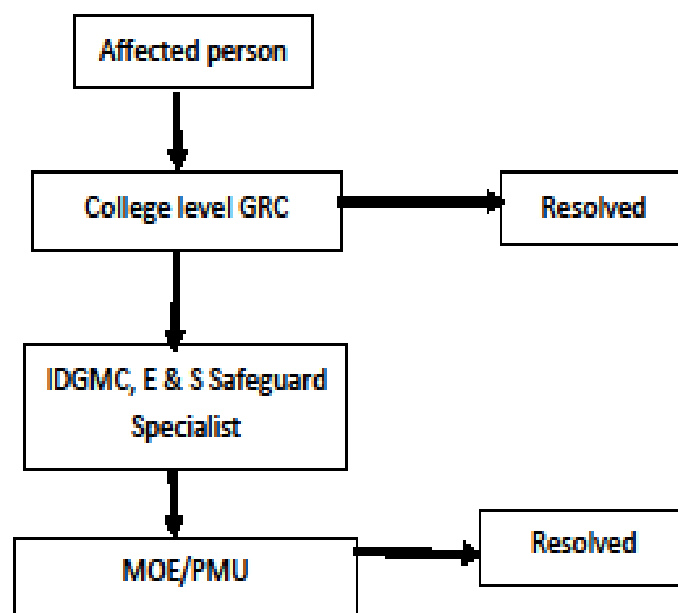 Affected person
College level GRC
Resolved
IDGMC, E & S Safeguard
Specialist
Resolved
MOE/PMU